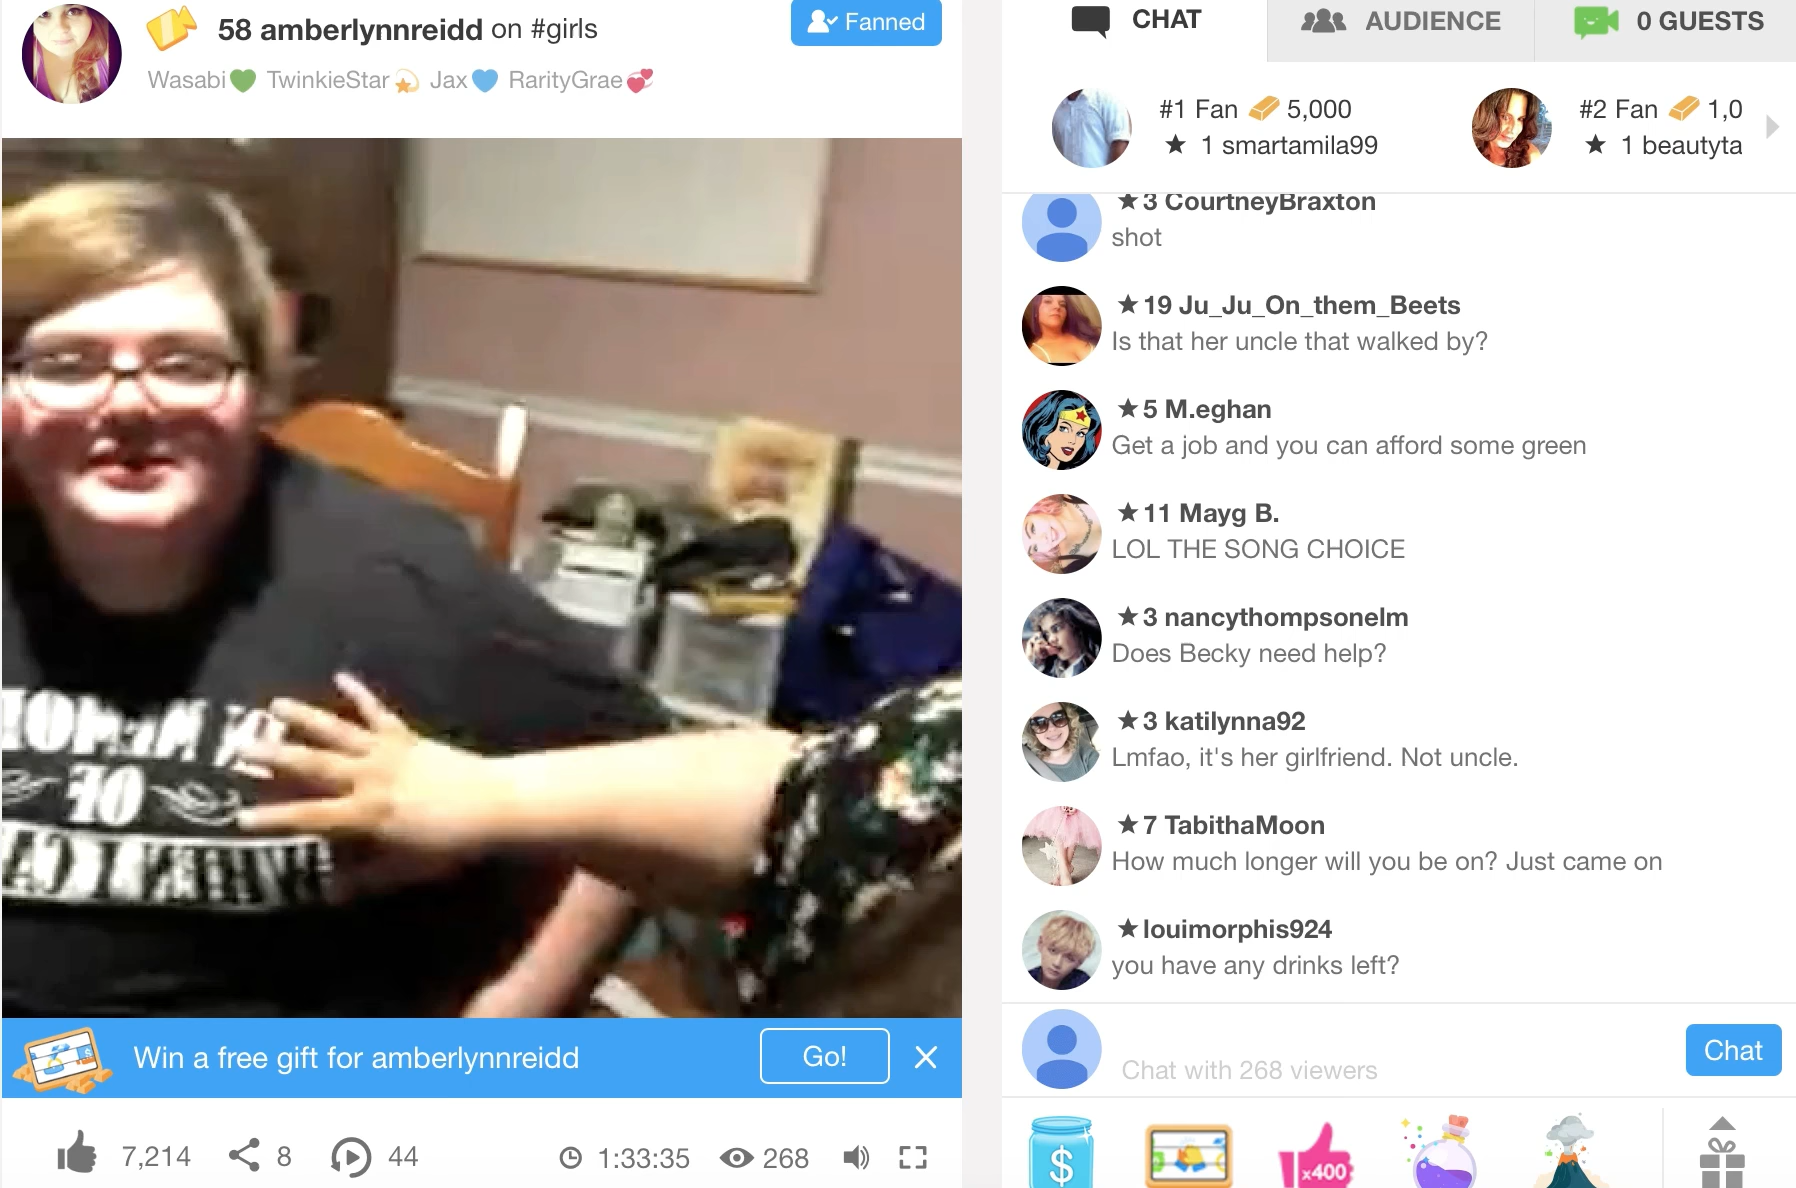 58 amberlynnreidd on #girls
Fanned
Wasabi💚 TwinkieStar💫 Jax💙 RarityGrae💞
Win a free gift for amberlynnreidd
Go!
7,214
8
44
1:33:35
268
CHAT
AUDIENCE
0 GUESTS
#1 Fan 5,000
★ 1 smartamila99
#2 Fan 1,0
★ 1 beautyta
★3 CourtneyBraxton
shot
★19 Ju_Ju_On_them_Beets
Is that her uncle that walked by?
★5 M.eghan
Get a job and you can afford some green
★11 Mayg B.
LOL THE SONG CHOICE
★3 nancythompsonelm
Does Becky need help?
★3 katilynna92
Lmfao, it's her girlfriend. Not uncle.
★7 TabithaMoon
How much longer will you be on? Just came on
★louimorphis924
you have any drinks left?
Chat with 268 viewers
Chat
$
x400